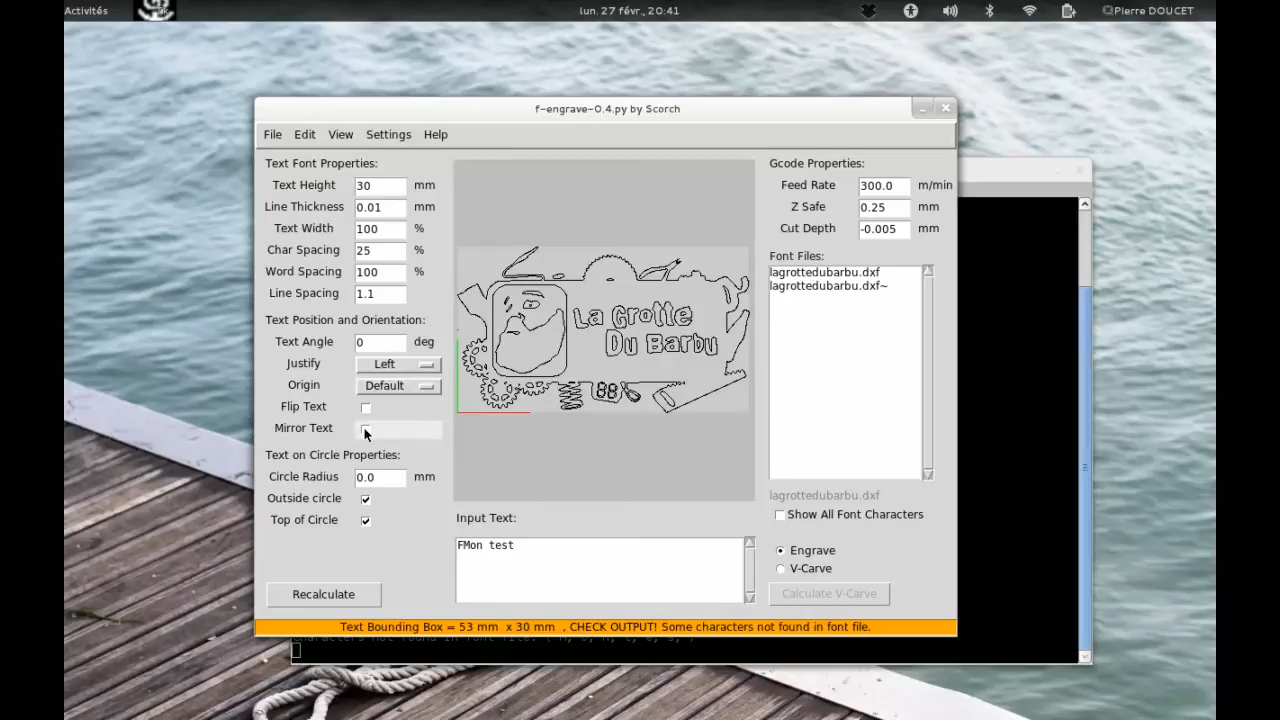 Activités
lun. 27 févr., 20:41
Pierre DOUCET
f-engrave-0.4.py by Scorch
File Edit View Settings Help
Text Font Properties:
Text Height 30 mm
Line Thickness 0.01 mm
Text Width 100 %
Char Spacing 25 %
Word Spacing 100 %
Line Spacing 1.1
Text Position and Orientation:
Text Angle 0 deg
Justify Left
Origin Default
Flip Text
Mirror Text
Text on Circle Properties:
Circle Radius 0.0 mm
Outside circle
Top of Circle
Recalculate
La Grotte
Du Barbu
88
Input Text:
FMon test
Gcode Properties:
Feed Rate 300.0 m/min
Z Safe 0.25 mm
Cut Depth -0.005 mm
Font Files:
lagrottedubarbu.dxf
lagrottedubarbu.dxf~
lagrottedubarbu.dxf
Show All Font Characters
Engrave
V-Carve
Calculate V-Carve
Text Bounding Box = 53 mm x 30 mm , CHECK OUTPUT! Some characters not found in font file.